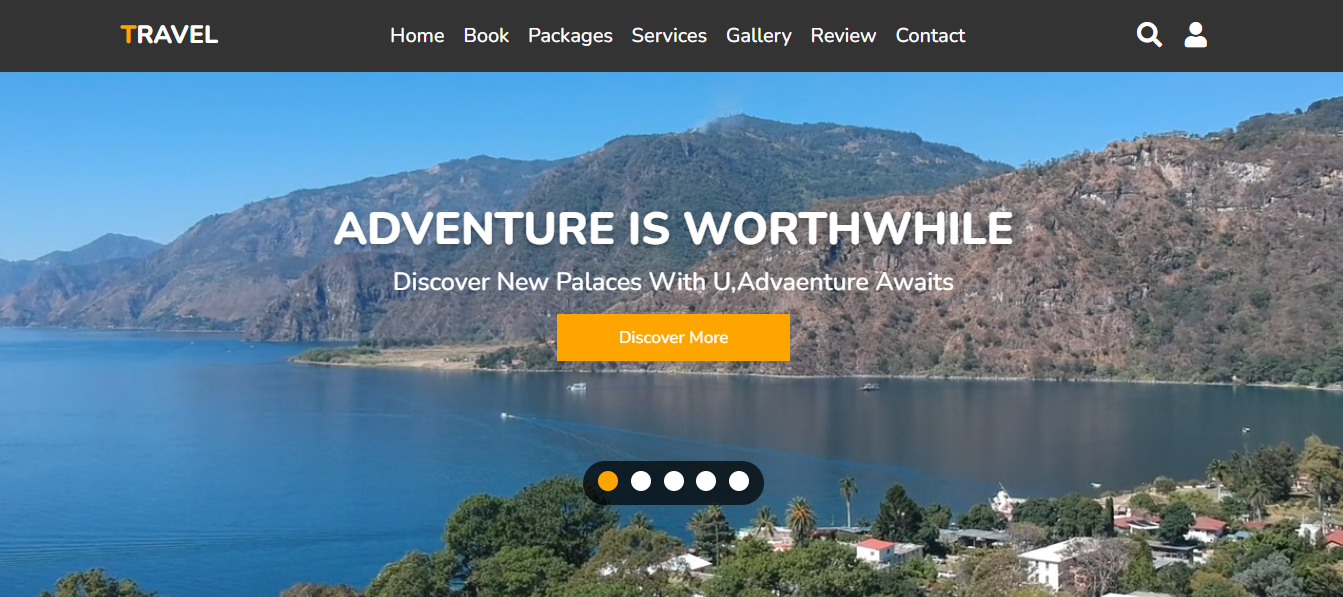 TRAVEL
Home Book Packages Services Gallery Review Contact
ADVENTURE IS WORTHWHILE
Discover New Palaces With U,Advaenture Awaits
Discover More